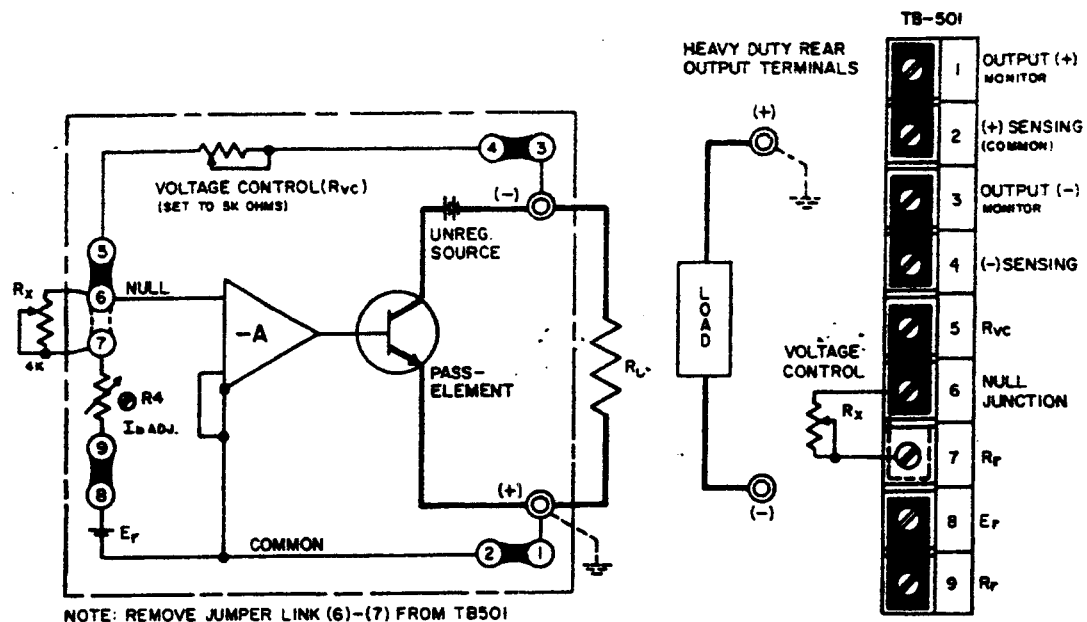 TB-501
HEAVY DUTY REAR
OUTPUT TERMINALS
(+)
(-)
LOAD
VOLTAGE
CONTROL
Rx
1 OUTPUT (+)
MONITOR
2 (+) SENSING
(COMMON)
3 OUTPUT (-)
MONITOR
4 (-) SENSING
5 Rvc
6 NULL
JUNCTION
7 Rr
8 Er
9 Rr
4 3
VOLTAGE CONTROL (Rvc)
(SET TO 5K OHMS)
(-)
UNREG.
SOURCE
5
6 NULL
Rx
7
4K
-A
PASS-
ELEMENT
RL
R4
Ib ADJ.
9
8
Er
(+)
COMMON
2 1
NOTE: REMOVE JUMPER LINK (6)-(7) FROM TB501